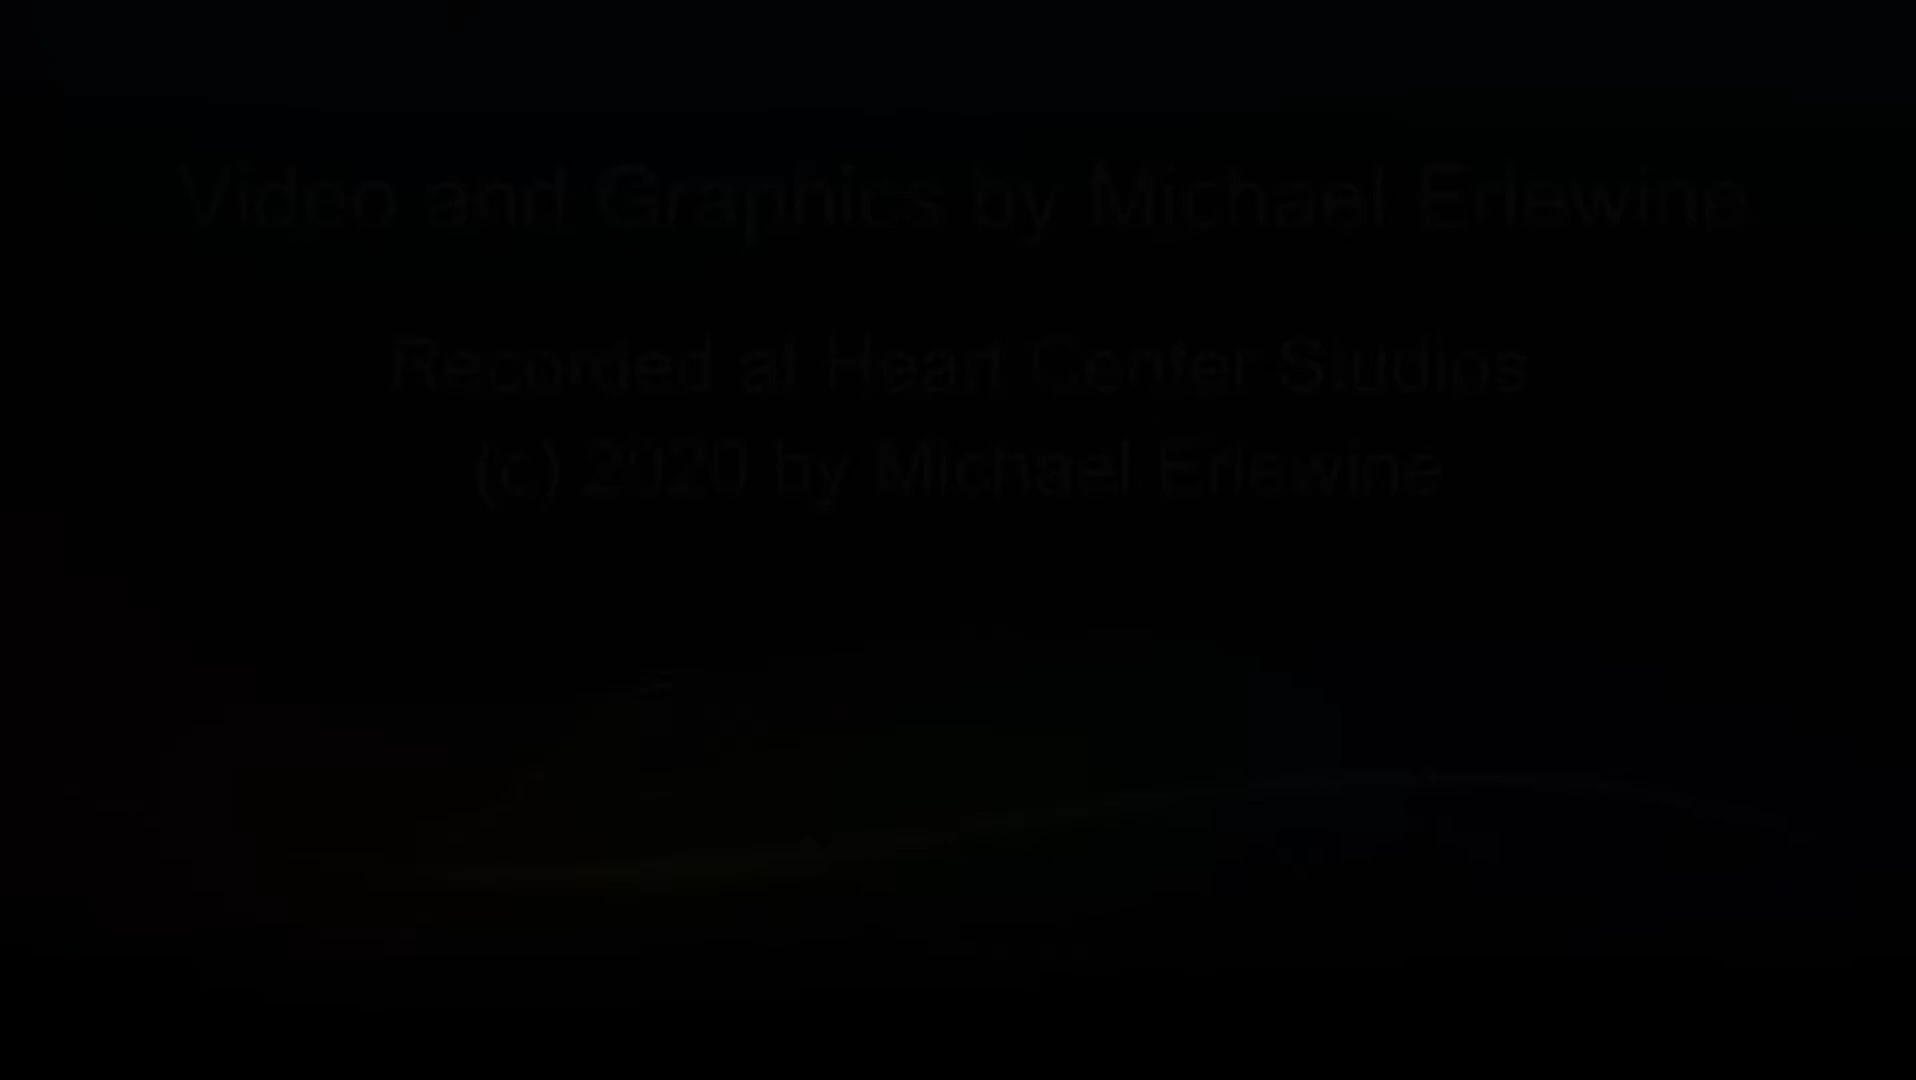 Video and Graphics by Michael Erlewine
Recorded at Heart Center Studios
(c) 2020 by Michael Erlewine